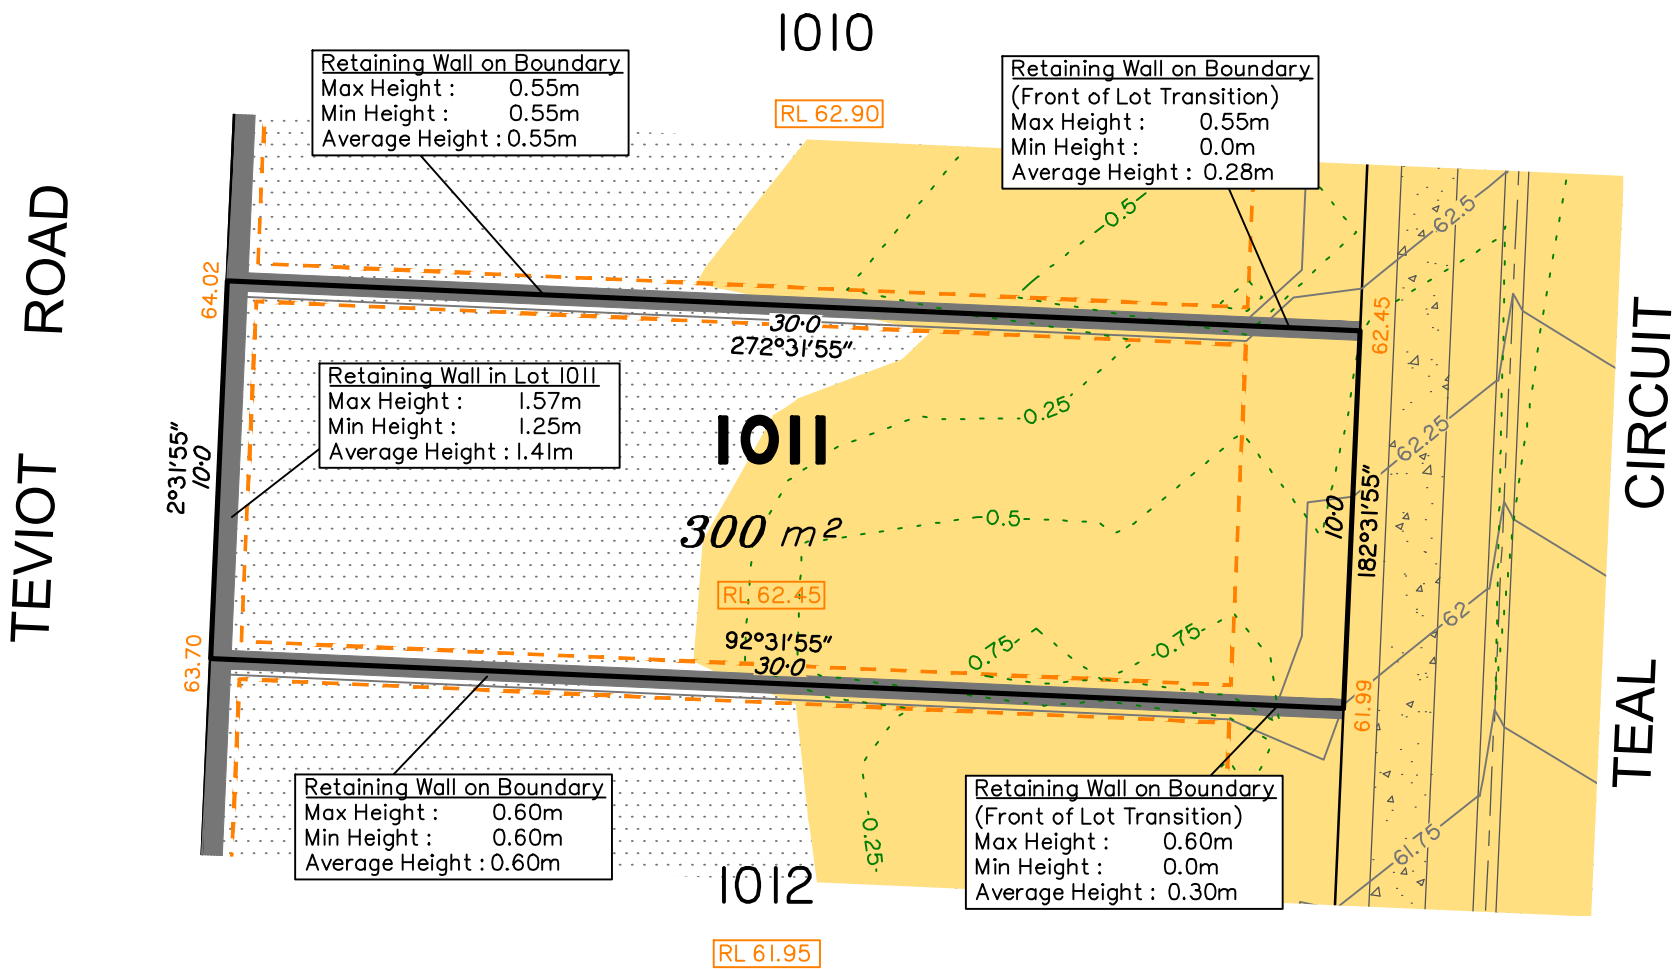 1010
Retaining Wall on Boundary
Max Height : 0.55m
Min Height : 0.55m
Average Height : 0.55m
RL 62.90
Retaining Wall on Boundary
(Front of Lot Transition)
Max Height : 0.55m
Min Height : 0.0m
Average Height : 0.28m
TEVIOT ROAD
64.02
-0.5-
62.5
62.45
30·0
272°31'55"
Retaining Wall in Lot 1011
Max Height : 1.57m
Min Height : 1.25m
Average Height : 1.41m
2°31'55"
10·0
1011
300 m²
0.25
-0.5-
62.25
10·0
182°31'55"
TEAL CIRCUIT
RL 62.45
92°31'55"
30·0
0.75-
-0.75-
62
63.70
61.99
Retaining Wall on Boundary
Max Height : 0.60m
Min Height : 0.60m
Average Height : 0.60m
-0.25-
Retaining Wall on Boundary
(Front of Lot Transition)
Max Height : 0.60m
Min Height : 0.0m
Average Height : 0.30m
61.75
1012
RL 61.95